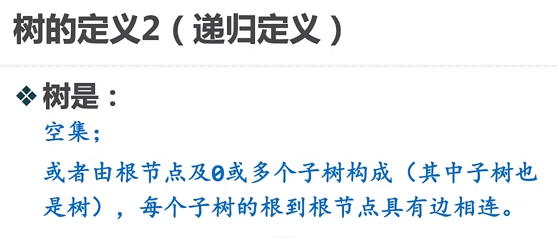 树的定义2（递归定义）
❖树是：
空集；
或者由根节点及0或多个子树构成（其中子树也
是树），每个子树的根到根节点具有边相连。